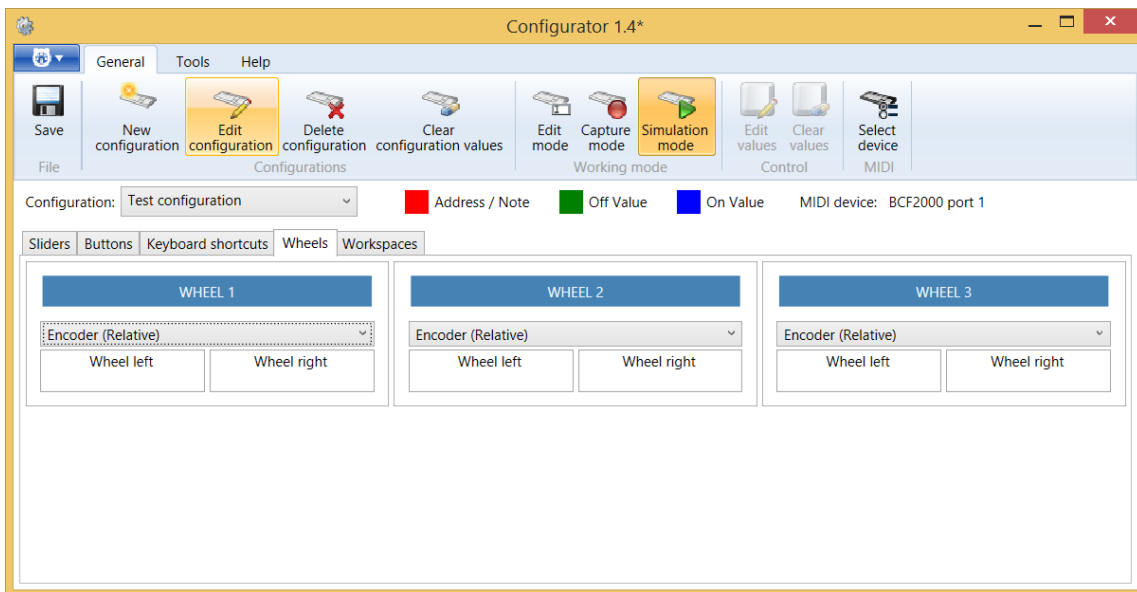 Configurator 1.4*
General Tools Help
Save New configuration Edit configuration Delete configuration Clear configuration values Edit mode Capture mode Simulation mode Edit values Clear values Select device
File Configurations Working mode Control MIDI
Configuration: Test configuration Address / Note Off Value On Value MIDI device: BCF2000 port 1
Sliders Buttons Keyboard shortcuts Wheels Workspaces
WHEEL 1 WHEEL 2 WHEEL 3
Encoder (Relative) Encoder (Relative) Encoder (Relative)
Wheel left Wheel right Wheel left Wheel right Wheel left Wheel right